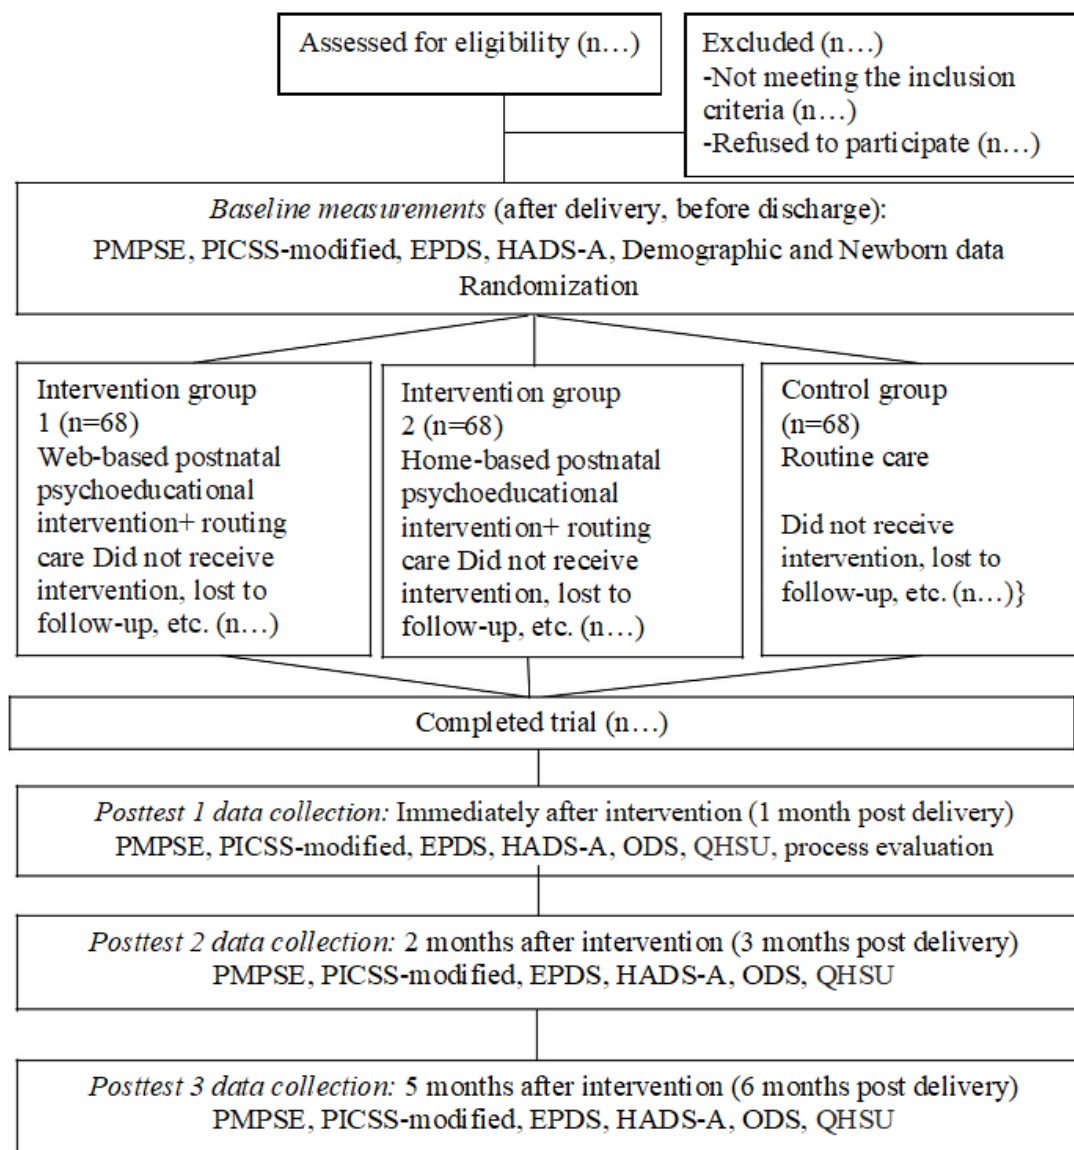 Assessed for eligibility (n…)
Excluded (n…)
-Not meeting the inclusion
criteria (n…)
-Refused to participate (n…)
Baseline measurements (after delivery, before discharge):
PMPSE, PICSS-modified, EPDS, HADS-A, Demographic and Newborn data
Randomization
Intervention group
1 (n=68)
Web-based postnatal
psychoeducational
intervention+ routing
care Did not receive
intervention, lost to
follow-up, etc. (n…)
Intervention group
2 (n=68)
Home-based postnatal
psychoeducational
intervention+ routing
care Did not receive
intervention, lost to
follow-up, etc. (n…)
Control group
(n=68)
Routine care
Did not receive
intervention, lost to
follow-up, etc. (n…)}
Completed trial (n…)
Posttest 1 data collection: Immediately after intervention (1 month post delivery)
PMPSE, PICSS-modified, EPDS, HADS-A, ODS, QHSU, process evaluation
Posttest 2 data collection: 2 months after intervention (3 months post delivery)
PMPSE, PICSS-modified, EPDS, HADS-A, ODS, QHSU
Posttest 3 data collection: 5 months after intervention (6 months post delivery)
PMPSE, PICSS-modified, EPDS, HADS-A, ODS, QHSU